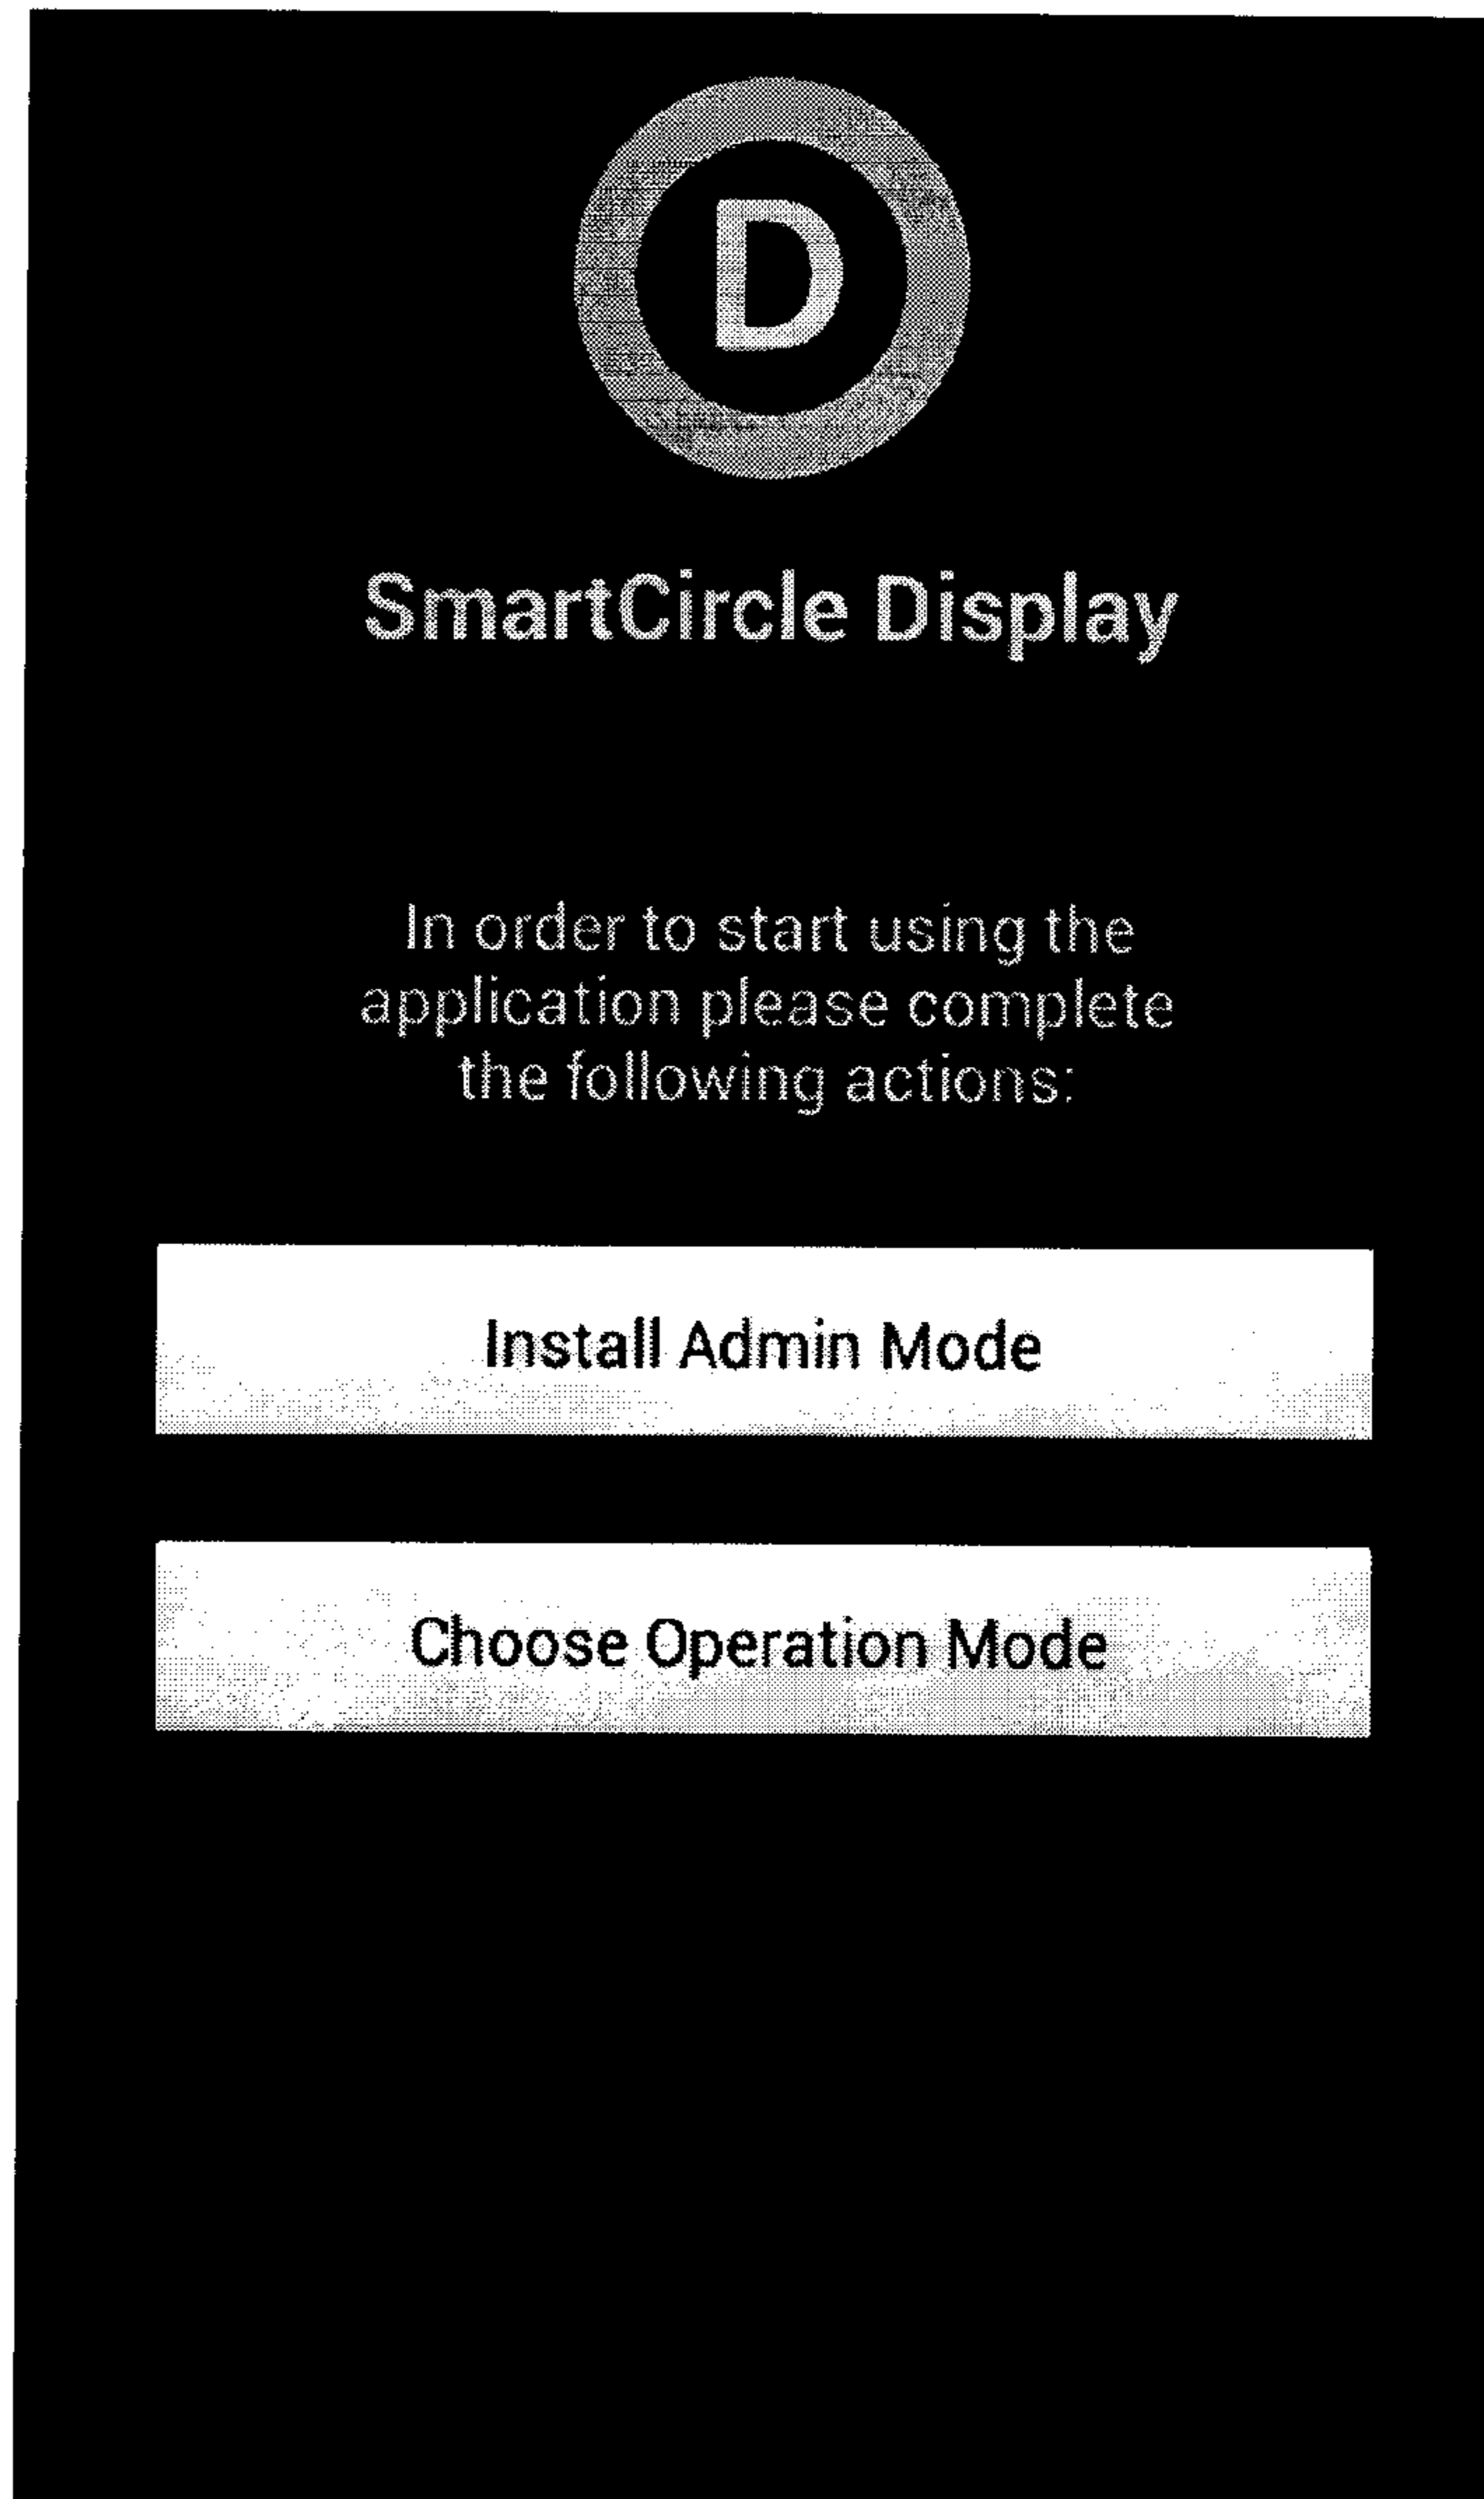 D
SmartCircle Display
In order to start using the
application please complete
the following actions:
Install Admin Mode
Choose Operation Mode